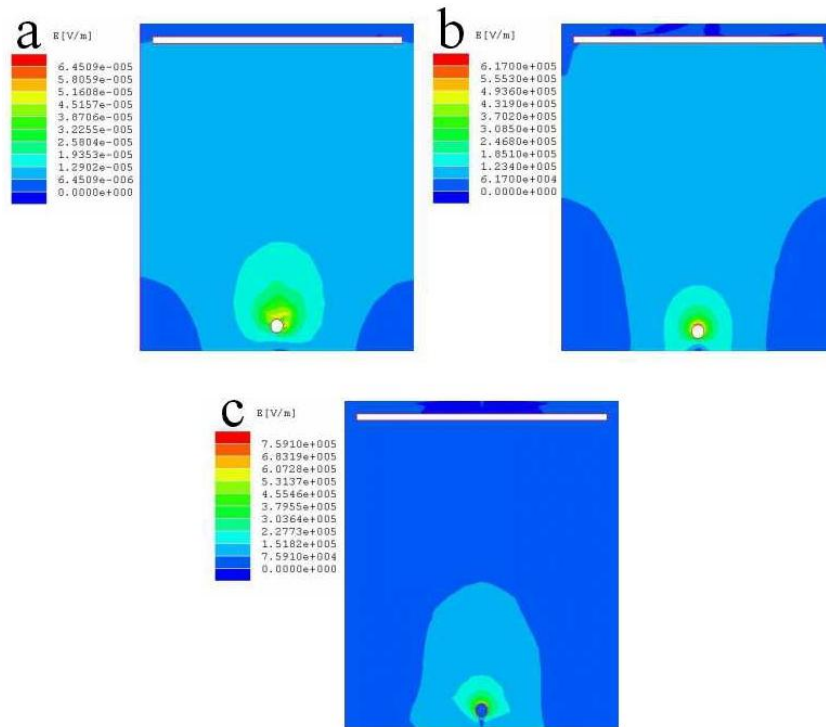 a
E[V/m]
6.4509e-005
5.8059e-005
5.1608e-005
4.5157e-005
3.8706e-005
3.2255e-005
2.5804e-005
1.9353e-005
1.2902e-005
6.4509e-006
0.0000e+000
b
E[V/m]
6.1700e+005
5.5530e+005
4.9360e+005
4.3190e+005
3.7020e+005
3.0850e+005
2.4680e+005
1.8510e+005
1.2340e+005
6.1700e+004
0.0000e+000
c
E[V/m]
7.5910e+005
6.8319e+005
6.0728e+005
5.3137e+005
4.5546e+005
3.7955e+005
3.0364e+005
2.2773e+005
1.5182e+005
7.5910e+004
0.0000e+000